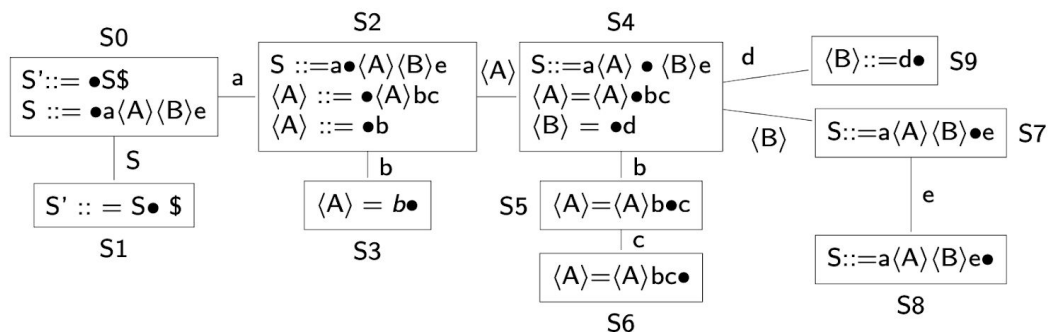 S0
S'::= •S$
S ::= •a⟨A⟩⟨B⟩e
a
S
S' :: = S• $
S1
S2
S ::=a•⟨A⟩⟨B⟩e
⟨A⟩ ::= •⟨A⟩bc
⟨A⟩ ::= •b
⟨A⟩
b
⟨A⟩ = b•
S3
S4
S::=a⟨A⟩ • ⟨B⟩e
⟨A⟩=⟨A⟩•bc
⟨B⟩ = •d
d
⟨B⟩
b
S5
⟨A⟩=⟨A⟩b•c
c
⟨A⟩=⟨A⟩bc•
S6
⟨B⟩::=d•
S9
S::=a⟨A⟩⟨B⟩•e
S7
e
S::=a⟨A⟩⟨B⟩e•
S8